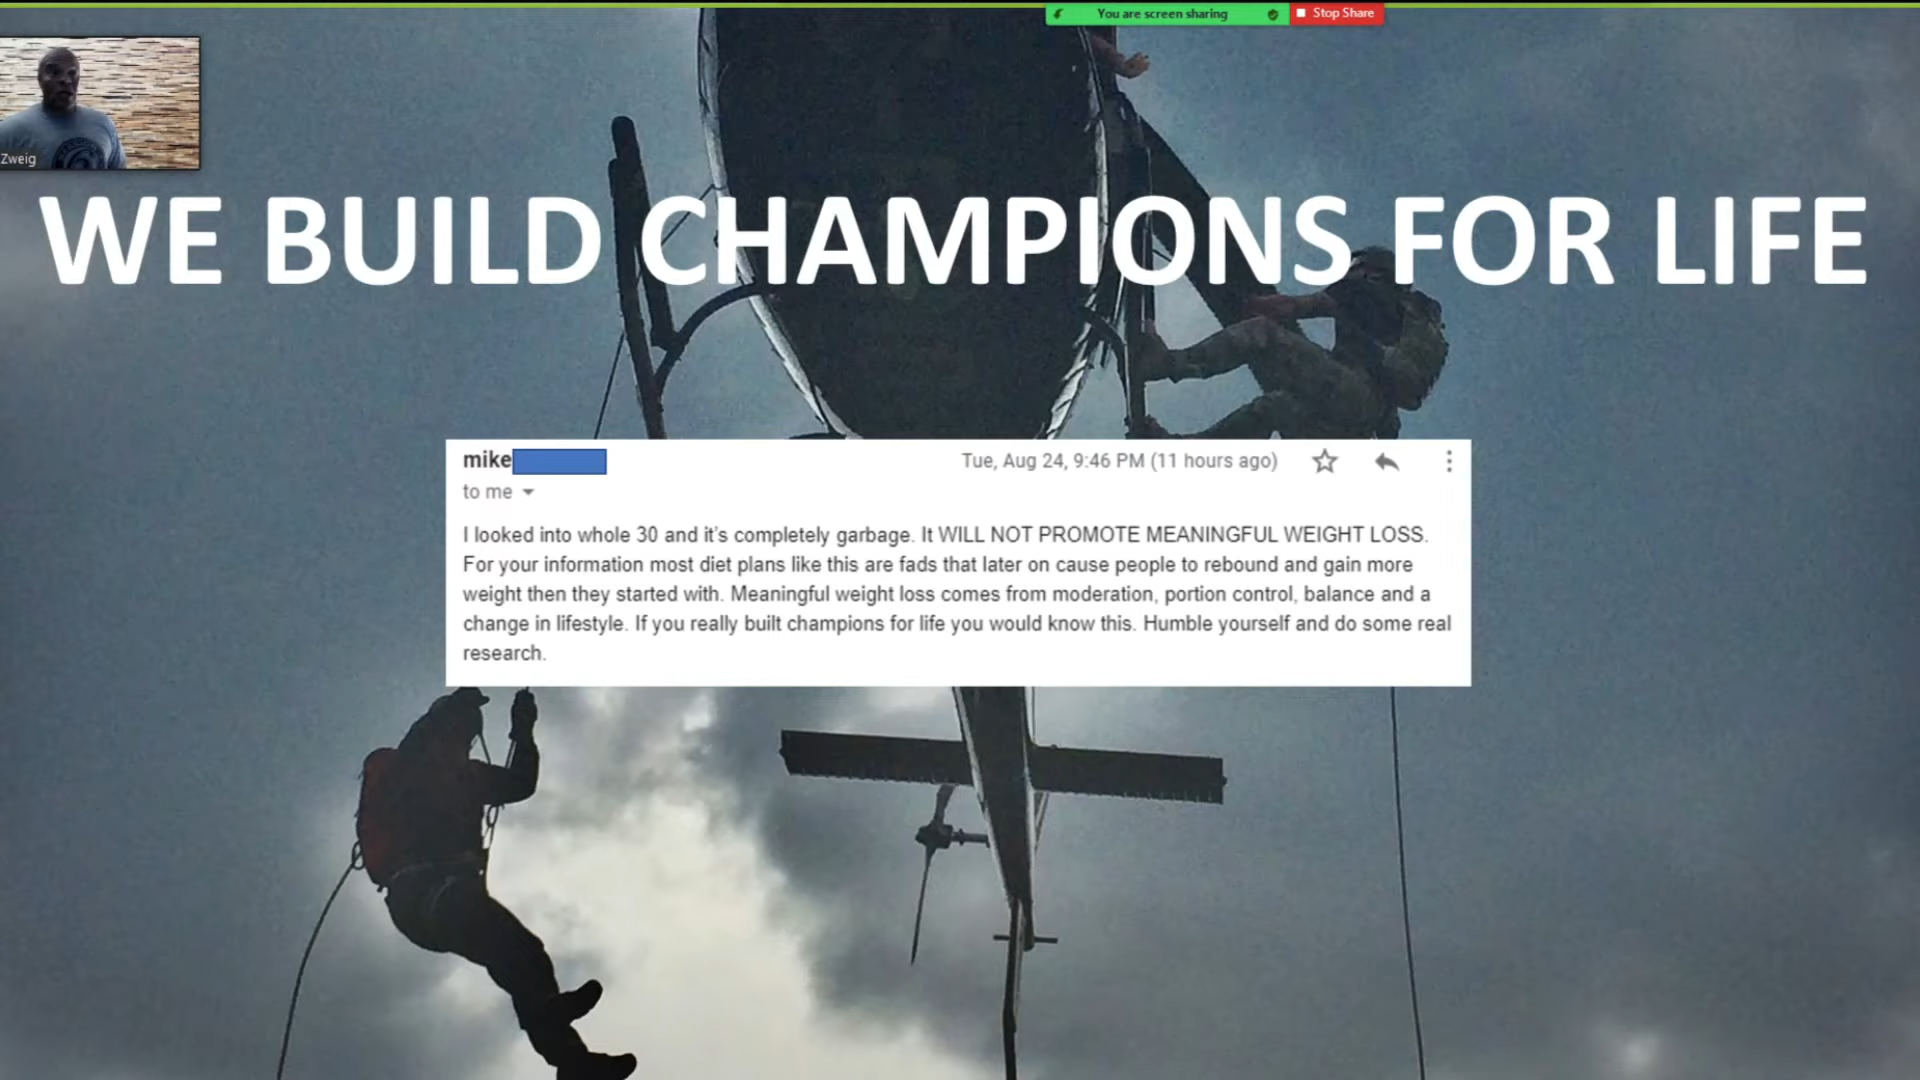 You are screen sharing
Stop Share
Zweig
WE BUILD CHAMPIONS FOR LIFE
mike
Tue, Aug 24, 9:46 PM (11 hours ago)
to me
I looked into whole 30 and it's completely garbage. It WILL NOT PROMOTE MEANINGFUL WEIGHT LOSS.
For your information most diet plans like this are fads that later on cause people to rebound and gain more
weight then they started with. Meaningful weight loss comes from moderation, portion control, balance and a
change in lifestyle. If you really built champions for life you would know this. Humble yourself and do some real
research.